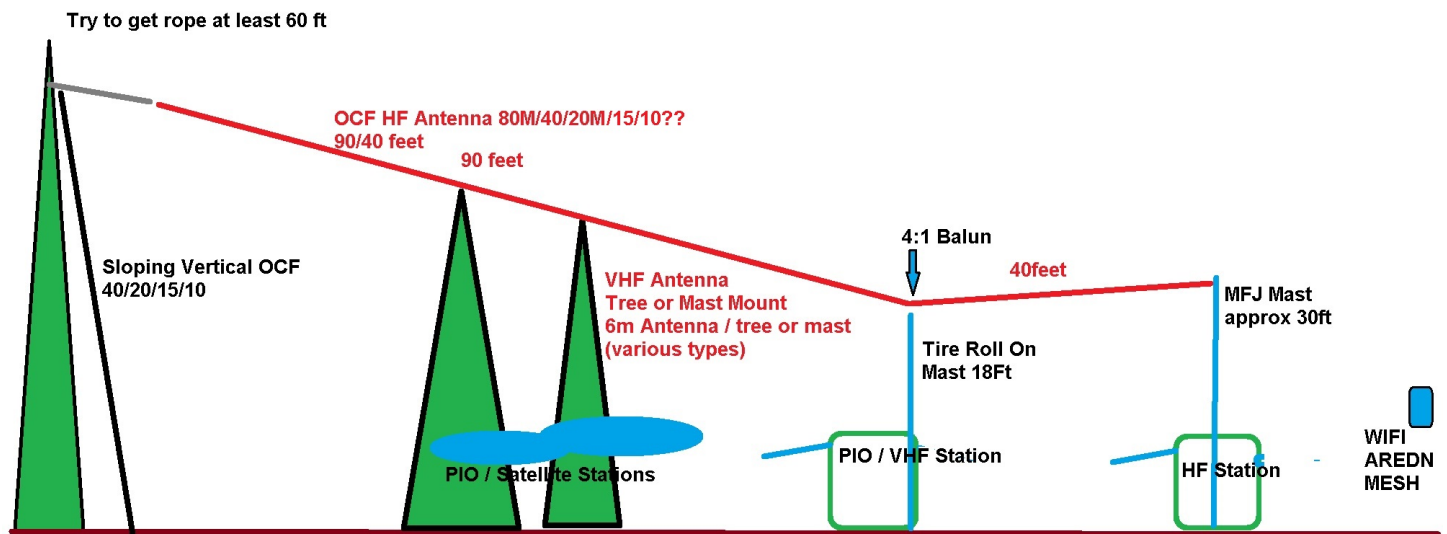 Try to get rope at least 60 ft
OCF HF Antenna 80M/40/20M/15/10??
90/40 feet
90 feet
Sloping Vertical OCF
40/20/15/10
VHF Antenna
Tree or Mast Mount
6m Antenna / tree or mast
(various types)
4:1 Balun
40feet
MFJ Mast
approx 30ft
Tire Roll On
Mast 18Ft
PIO / Satellite Stations
PIO / VHF Station
HF Station
WIFI
AREDN
MESH